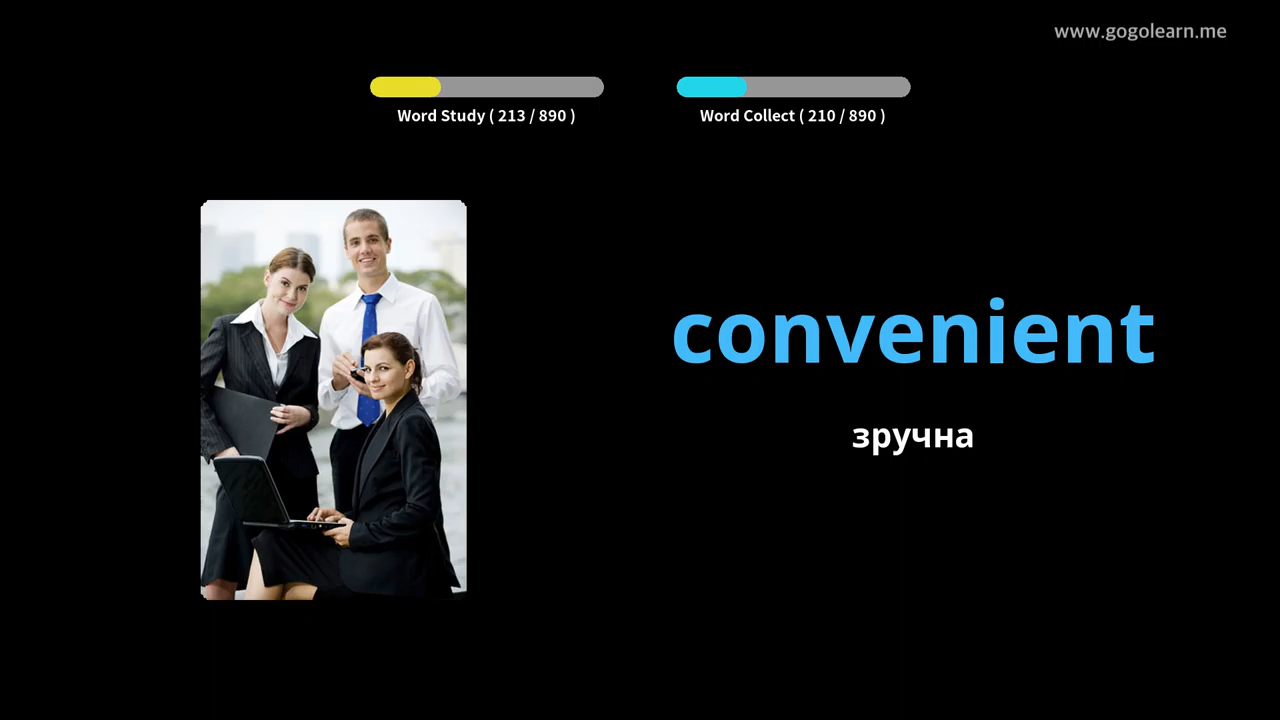 www.gogolearn.me
Word Study ( 213 / 890 )
Word Collect ( 210 / 890 )
convenient
зручна